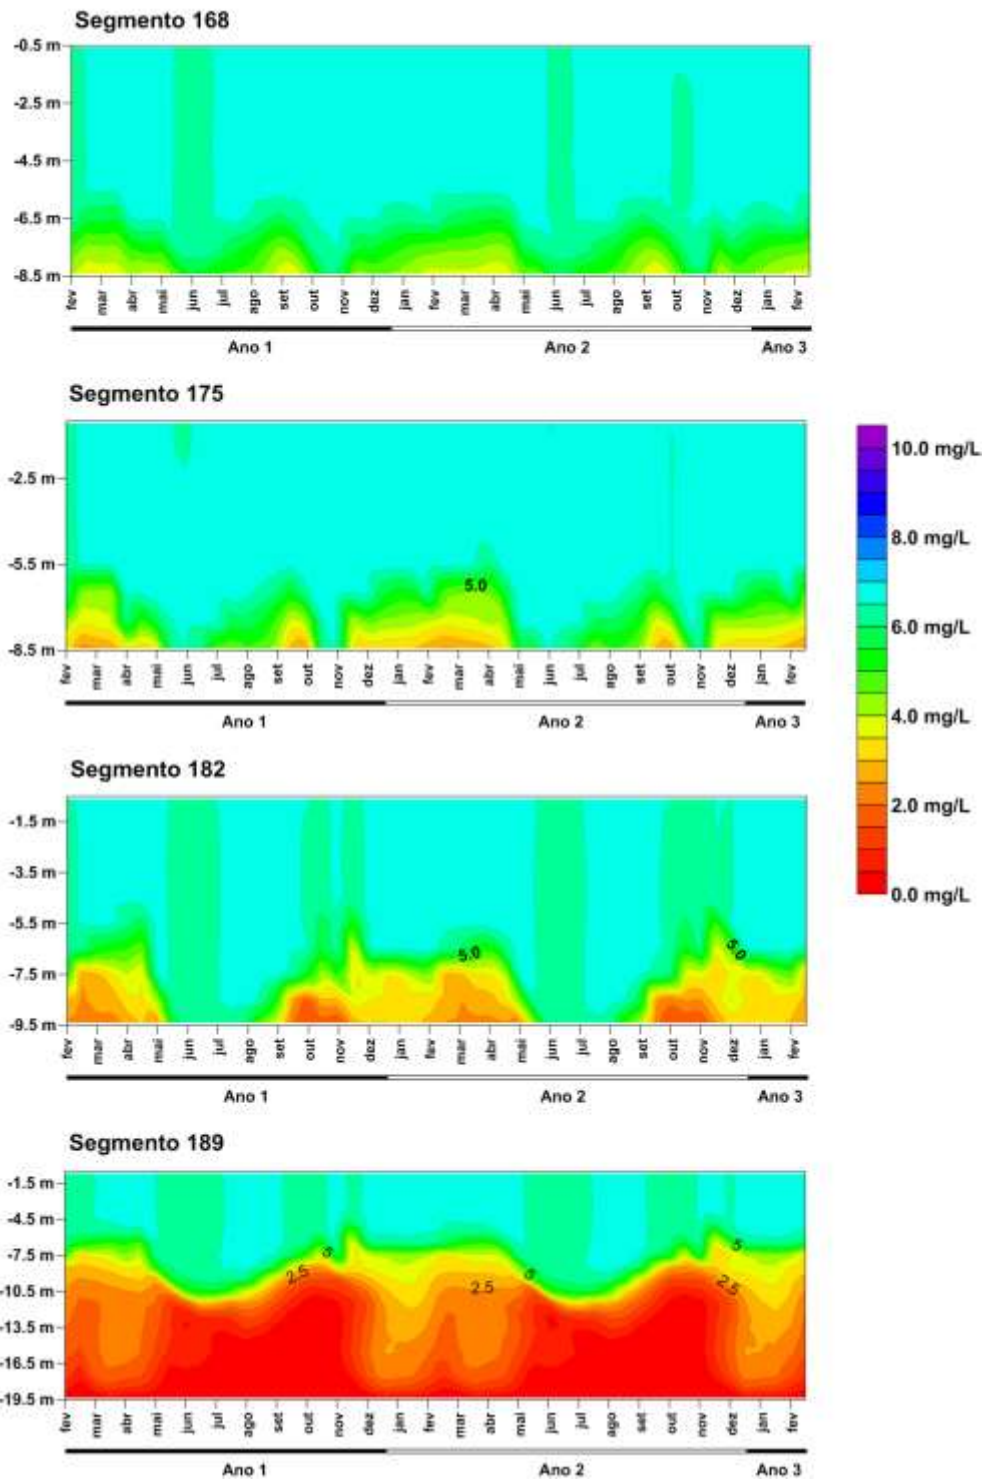 Segmento 168
-0.5 m
-2.5 m
-4.5 m
-6.5 m
-8.5 m
fev mar abr mai jun jul ago set out nov dez jan fev mar abr mai jun jul ago set out nov dez jan fev
Ano 1 Ano 2 Ano 3
Segmento 175
-2.5 m
-5.5 m
5.0
-8.5 m
fev mar abr mai jun jul ago set out nov dez jan fev mar abr mai jun jul ago set out nov dez jan fev
Ano 1 Ano 2 Ano 3
10.0 mg/L
8.0 mg/L
6.0 mg/L
4.0 mg/L
2.0 mg/L
0.0 mg/L
Segmento 182
-1.5 m
-3.5 m
-5.5 m
5.0 5.0
-7.5 m
-9.5 m
fev mar abr mai jun jul ago set out nov dez jan fev mar abr mai jun jul ago set out nov dez jan fev
Ano 1 Ano 2 Ano 3
Segmento 189
-1.5 m
-4.5 m
-7.5 m
5 5
2.5 2.5 5 2.5
-10.5 m
-13.5 m
-16.5 m
-19.5 m
fev mar abr mai jun jul ago set out nov dez jan fev mar abr mai jun jul ago set out nov dez jan fev
Ano 1 Ano 2 Ano 3